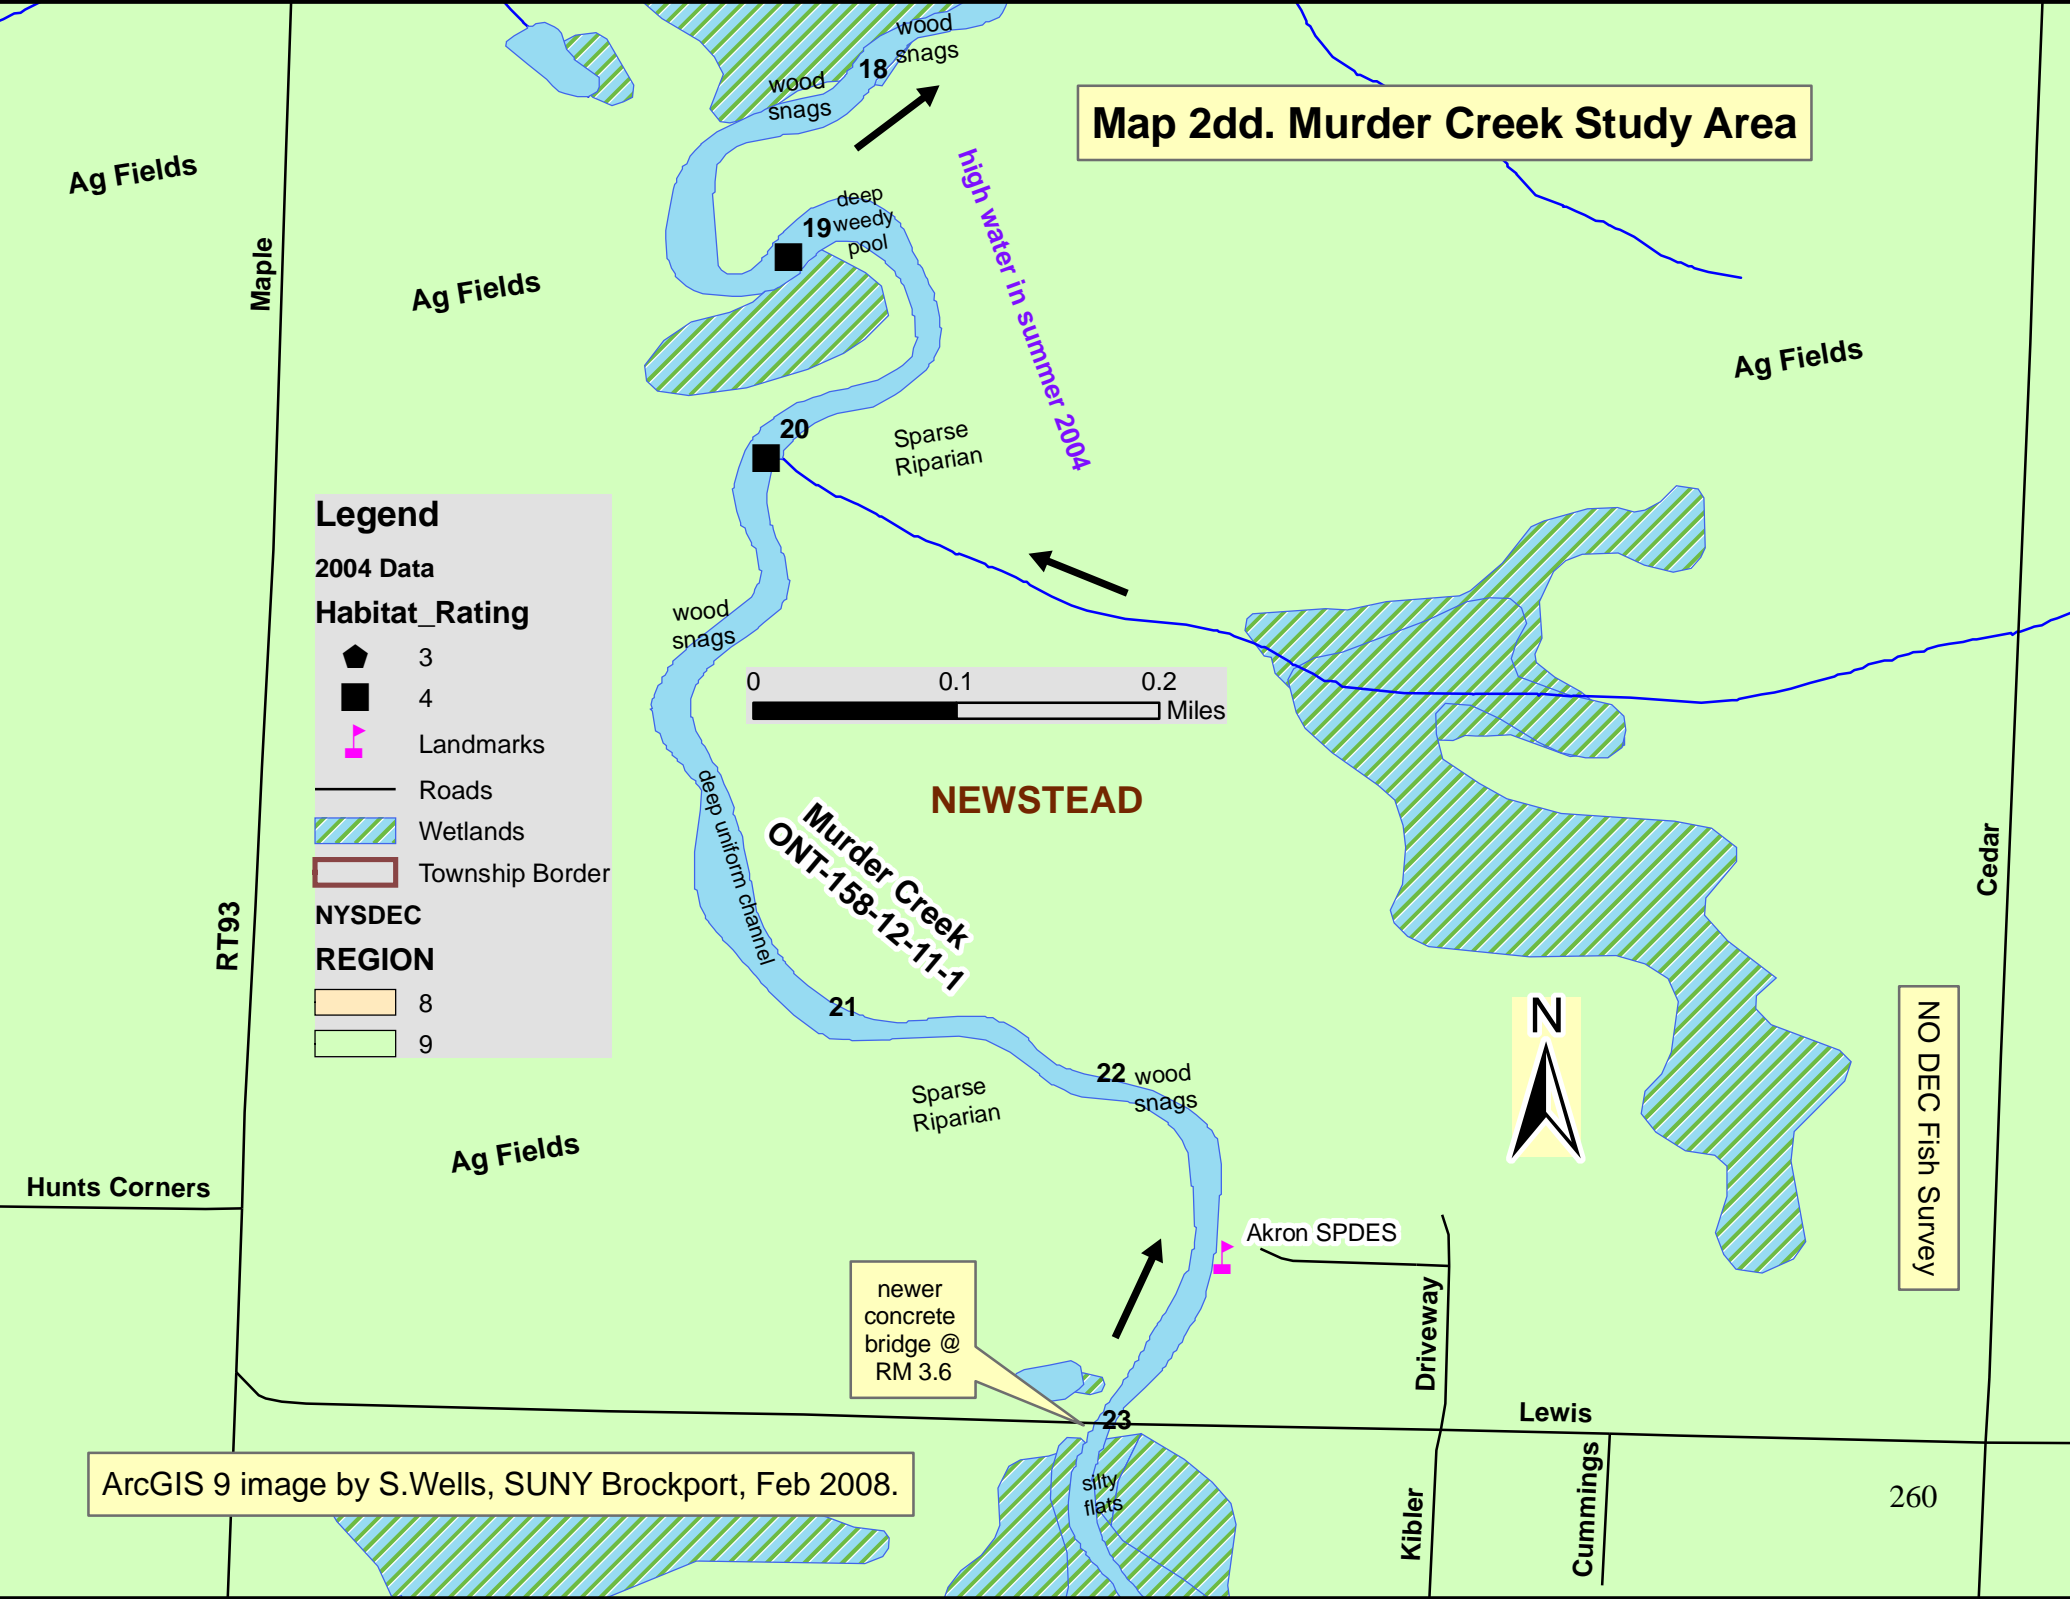 wood
snags
18
wood
snags
Map 2dd. Murder Creek Study Area
Ag Fields
deep
weedy
pool
19
high water in summer 2004
Maple
Ag Fields
Ag Fields
20
Sparse
Riparian
Legend
2004 Data
Habitat_Rating
3
4
Landmarks
Roads
Wetlands
Township Border
NYSDEC
REGION
8
9
wood
snags
0 0.1 0.2
Miles
NEWSTEAD
deep uniform channel
Murder Creek
ONT-158-12-11-1
Cedar
RT93
21
N
NO DEC Fish Survey
22
wood
snags
Sparse
Riparian
Ag Fields
Hunts Corners
Akron SPDES
newer
concrete
bridge @
RM 3.6
Driveway
23
Lewis
ArcGIS 9 image by S.Wells, SUNY Brockport, Feb 2008.
silty
flats
Kibler
Cummings
260